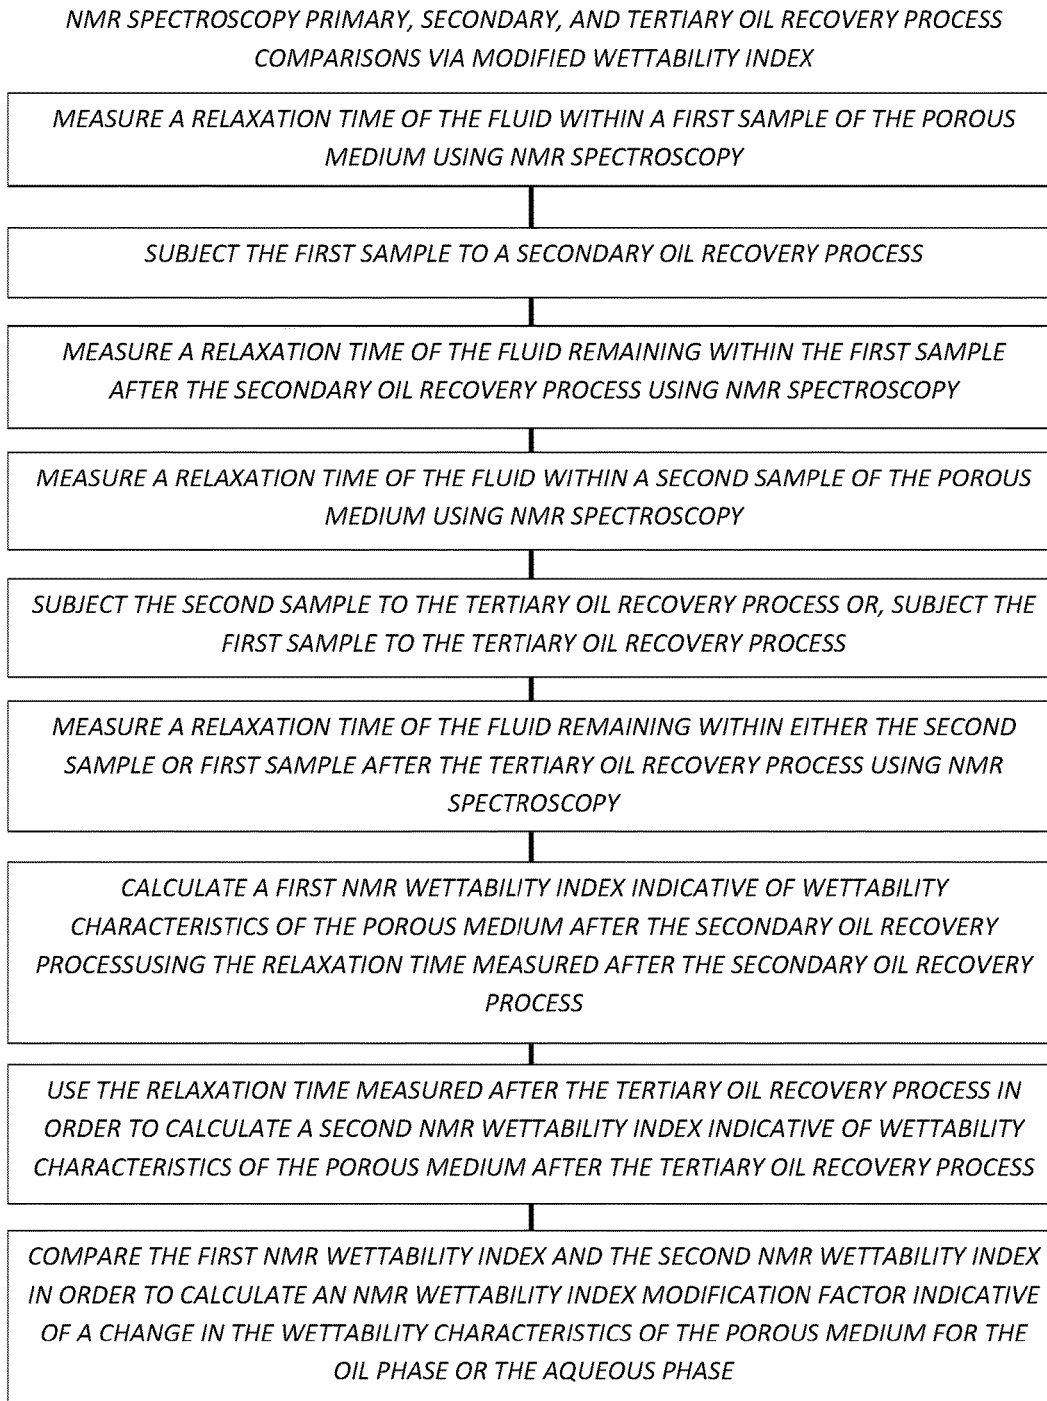 NMR SPECTROSCOPY PRIMARY, SECONDARY, AND TERTIARY OIL RECOVERY PROCESS
COMPARISONS VIA MODIFIED WETTABILITY INDEX
MEASURE A RELAXATION TIME OF THE FLUID WITHIN A FIRST SAMPLE OF THE POROUS
MEDIUM USING NMR SPECTROSCOPY
SUBJECT THE FIRST SAMPLE TO A SECONDARY OIL RECOVERY PROCESS
MEASURE A RELAXATION TIME OF THE FLUID REMAINING WITHIN THE FIRST SAMPLE
AFTER THE SECONDARY OIL RECOVERY PROCESS USING NMR SPECTROSCOPY
MEASURE A RELAXATION TIME OF THE FLUID WITHIN A SECOND SAMPLE OF THE POROUS
MEDIUM USING NMR SPECTROSCOPY
SUBJECT THE SECOND SAMPLE TO THE TERTIARY OIL RECOVERY PROCESS OR, SUBJECT THE
FIRST SAMPLE TO THE TERTIARY OIL RECOVERY PROCESS
MEASURE A RELAXATION TIME OF THE FLUID REMAINING WITHIN EITHER THE SECOND
SAMPLE OR FIRST SAMPLE AFTER THE TERTIARY OIL RECOVERY PROCESS USING NMR
SPECTROSCOPY
CALCULATE A FIRST NMR WETTABILITY INDEX INDICATIVE OF WETTABILITY
CHARACTERISTICS OF THE POROUS MEDIUM AFTER THE SECONDARY OIL RECOVERY
PROCESSUSING THE RELAXATION TIME MEASURED AFTER THE SECONDARY OIL RECOVERY
PROCESS
USE THE RELAXATION TIME MEASURED AFTER THE TERTIARY OIL RECOVERY PROCESS IN
ORDER TO CALCULATE A SECOND NMR WETTABILITY INDEX INDICATIVE OF WETTABILITY
CHARACTERISTICS OF THE POROUS MEDIUM AFTER THE TERTIARY OIL RECOVERY PROCESS
COMPARE THE FIRST NMR WETTABILITY INDEX AND THE SECOND NMR WETTABILITY INDEX
IN ORDER TO CALCULATE AN NMR WETTABILITY INDEX MODIFICATION FACTOR INDICATIVE
OF A CHANGE IN THE WETTABILITY CHARACTERISTICS OF THE POROUS MEDIUM FOR THE
OIL PHASE OR THE AQUEOUS PHASE